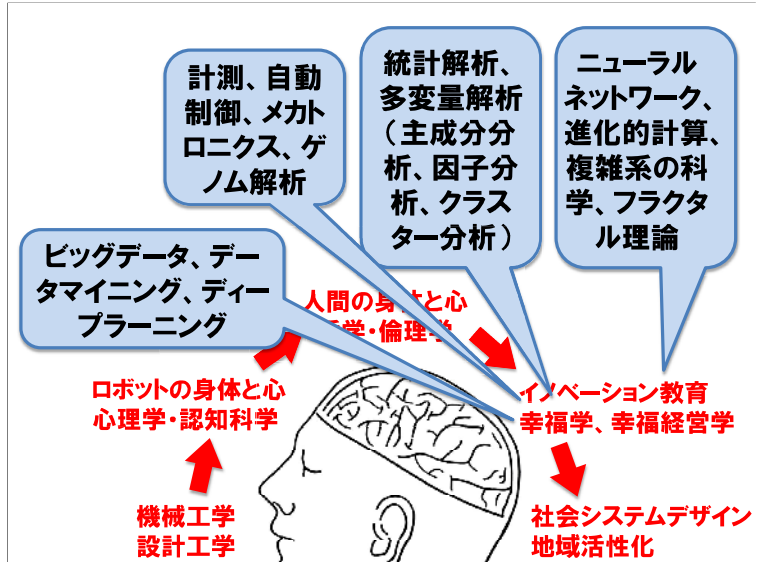 計測、自動
制御、メカト
ロニクス、ゲ
ノム解析
統計解析、
多変量解析
（主成分分
析、因子分
析、クラス
ター分析）
ニューラル
ネットワーク、
進化的計算、
複雑系の科
学、フラクタ
ル理論
ビッグデータ、デー
タマイニング、ディー
プラーニング
人間の身体と心
学・倫理学
ロボットの身体と心
心理学・認知科学
イノベーション教育
幸福学、幸福経営学
機械工学
設計工学
社会システムデザイン
地域活性化